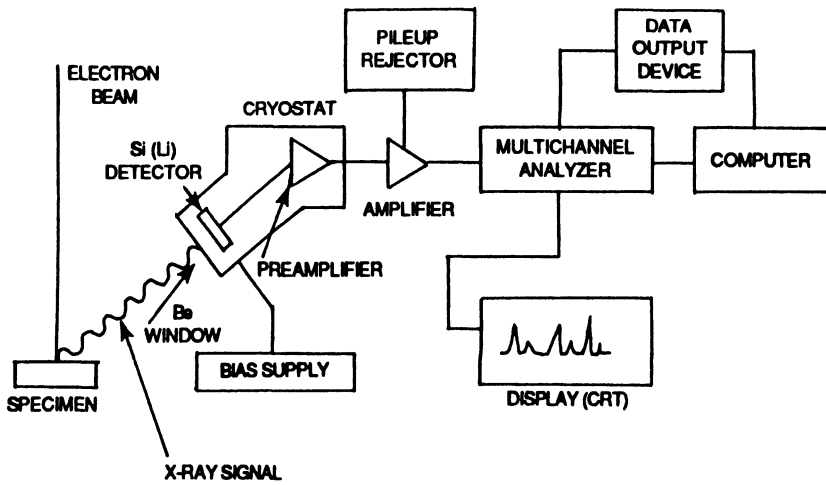 ELECTRON
BEAM
Si (Li)
DETECTOR
CRYOSTAT
PILEUP
REJECTOR
DATA
OUTPUT
DEVICE
MULTICHANNEL
ANALYZER
COMPUTER
AMPLIFIER
PREAMPLIFIER
Be
WINDOW
BIAS SUPPLY
SPECIMEN
DISPLAY (CRT)
X-RAY SIGNAL